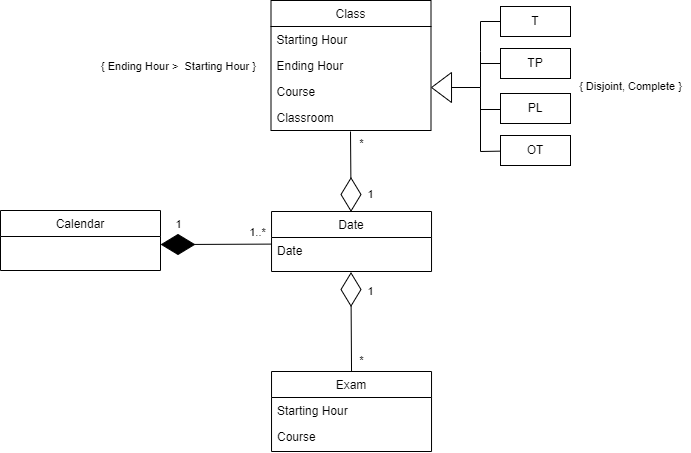 Class
Starting Hour
Ending Hour
Course
Classroom
{ Ending Hour > Starting Hour }
T
TP
PL
OT
{ Disjoint, Complete }
*
1
Calendar
1
1..*
Date
Date
1
*
Exam
Starting Hour
Course